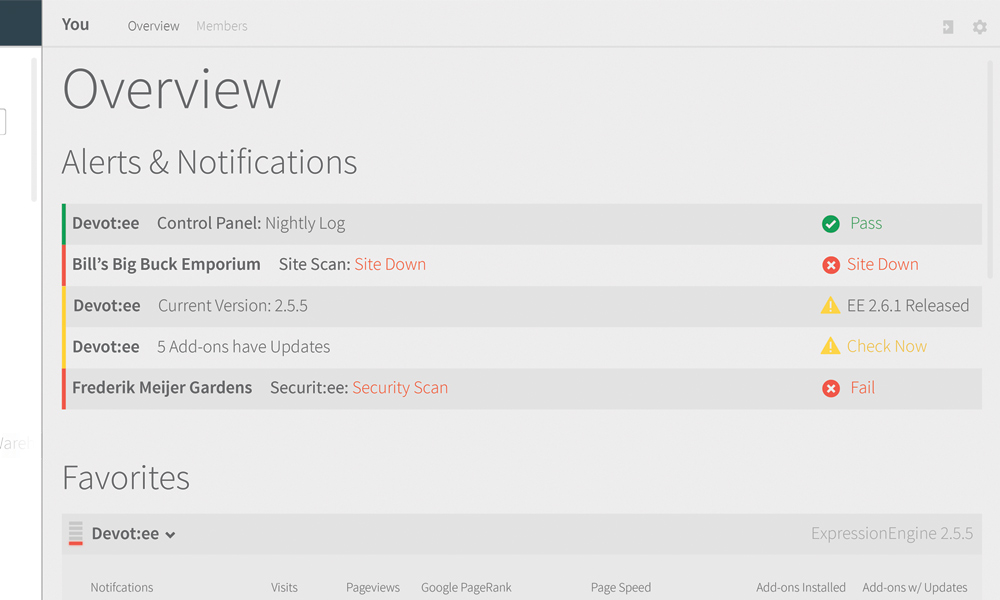 You Overview Members
Overview
Alerts & Notifications
Devot:ee Control Panel: Nightly Log Pass
Bill’s Big Buck Emporium Site Scan: Site Down Site Down
Devot:ee Current Version: 2.5.5 EE 2.6.1 Released
Devot:ee 5 Add-ons have Updates Check Now
Frederik Meijer Gardens Securit:ee: Security Scan Fail
Favorites
Devot:ee ExpressionEngine 2.5.5
Notifcations Visits Pageviews Google PageRank Page Speed Add-ons Installed Add-ons w/ Updates